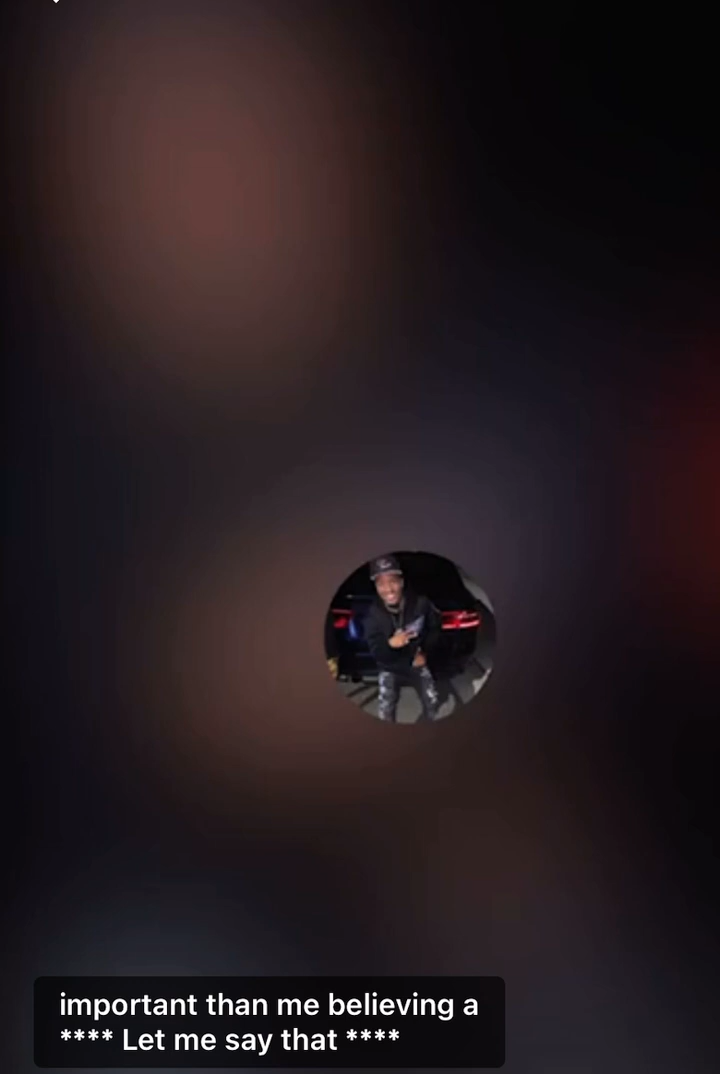 important than me believing a
**** Let me say that ****